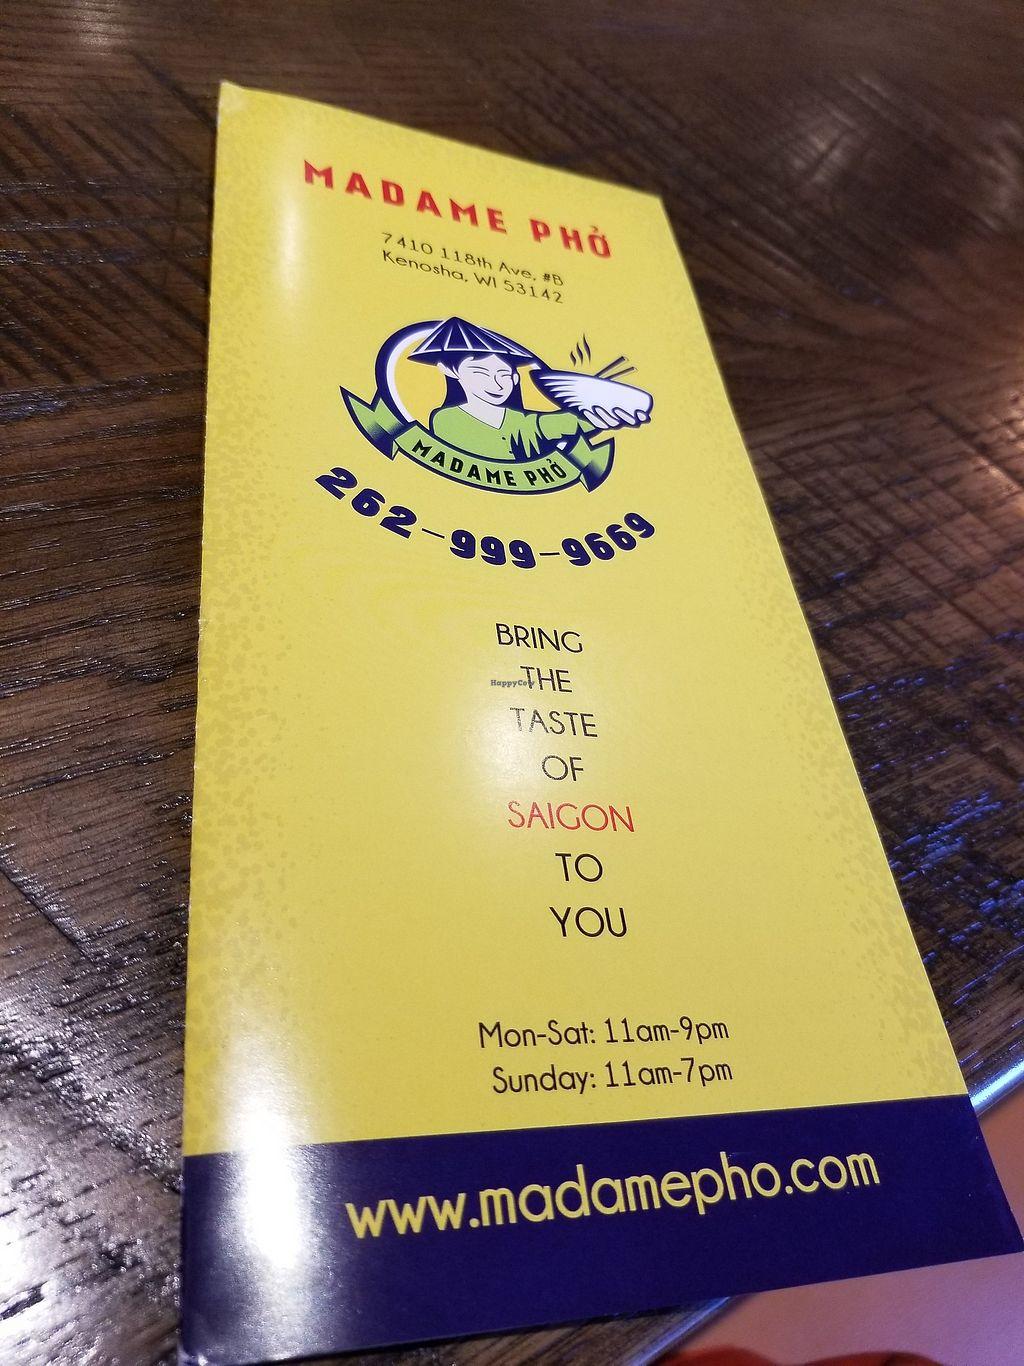 MADAME PHỞ
7410 118th Ave, #B
Kenosha, WI 53142
MADAME PHỞ
262-999-9669
BRING
THE
HappyCow
TASTE
OF
SAIGON
TO
YOU
Mon-Sat: 11am-9pm
Sunday: 11am-7pm
www.madamepho.com